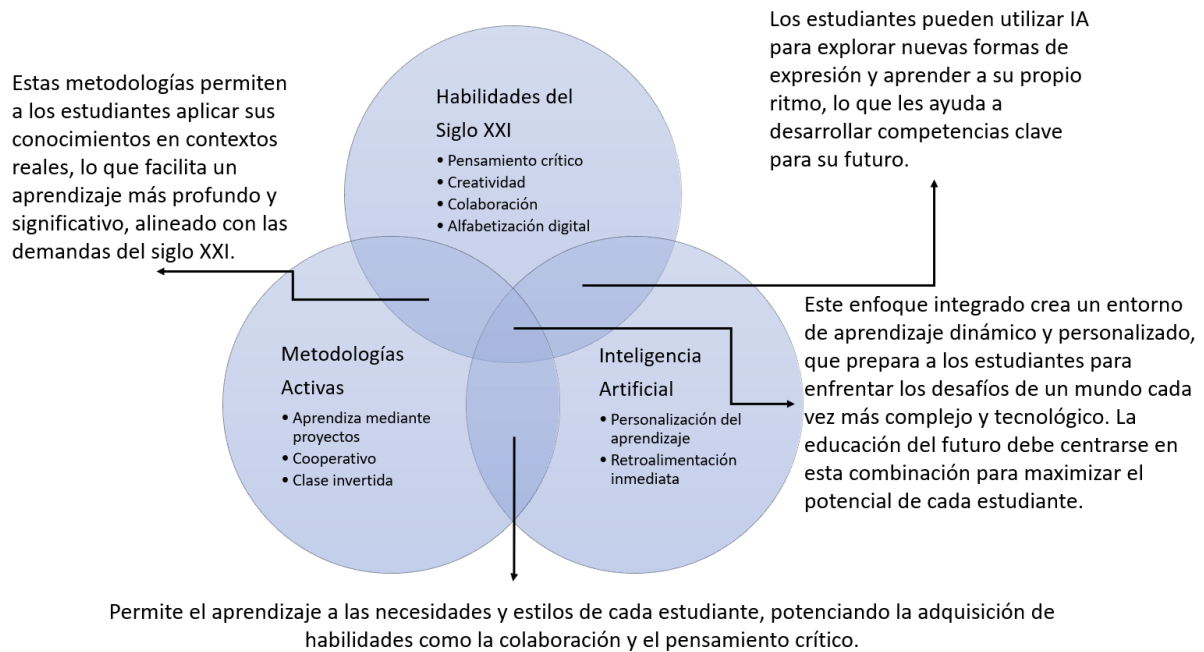 Los estudiantes pueden utilizar IA
para explorar nuevas formas de
expresión y aprender a su propio
ritmo, lo que les ayuda a
desarrollar competencias clave
para su futuro.
Estas metodologías permiten
a los estudiantes aplicar sus
conocimientos en contextos
reales, lo que facilita un
aprendizaje más profundo y
significativo, alineado con las
demandas del siglo XXI.
Habilidades del
Siglo XXI
• Pensamiento crítico
• Creatividad
• Colaboración
• Alfabetización digital
Metodologías
Activas
• Aprendiza mediante
proyectos
• Cooperativo
• Clase invertida
Inteligencia
Artificial
• Personalización del
aprendizaje
• Retroalimentación
inmediata
Este enfoque integrado crea un entorno
de aprendizaje dinámico y personalizado,
que prepara a los estudiantes para
enfrentar los desafíos de un mundo cada
vez más complejo y tecnológico. La
educación del futuro debe centrarse en
esta combinación para maximizar el
potencial de cada estudiante.
Permite el aprendizaje a las necesidades y estilos de cada estudiante, potenciando la adquisición de
habilidades como la colaboración y el pensamiento crítico.